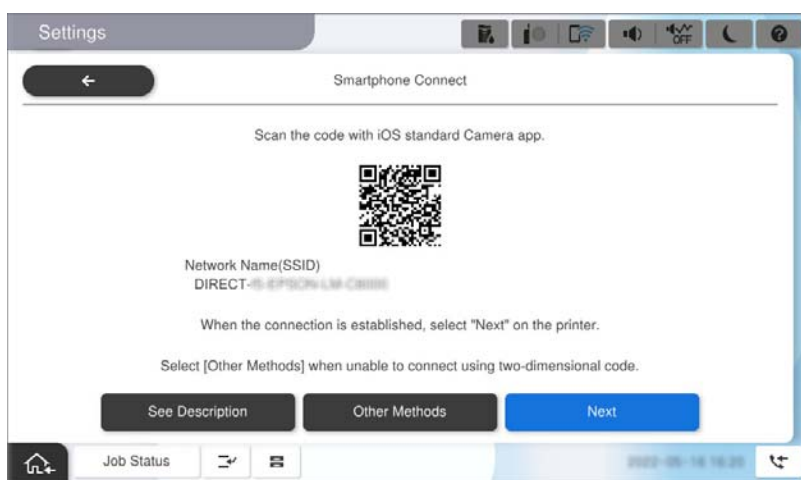 Settings
OFF
Smartphone Connect
Scan the code with iOS standard Camera app.
Network Name(SSID)
DIRECT-
When the connection is established, select "Next" on the printer.
Select [Other Methods] when unable to connect using two-dimensional code.
See Description
Other Methods
Next
Job Status